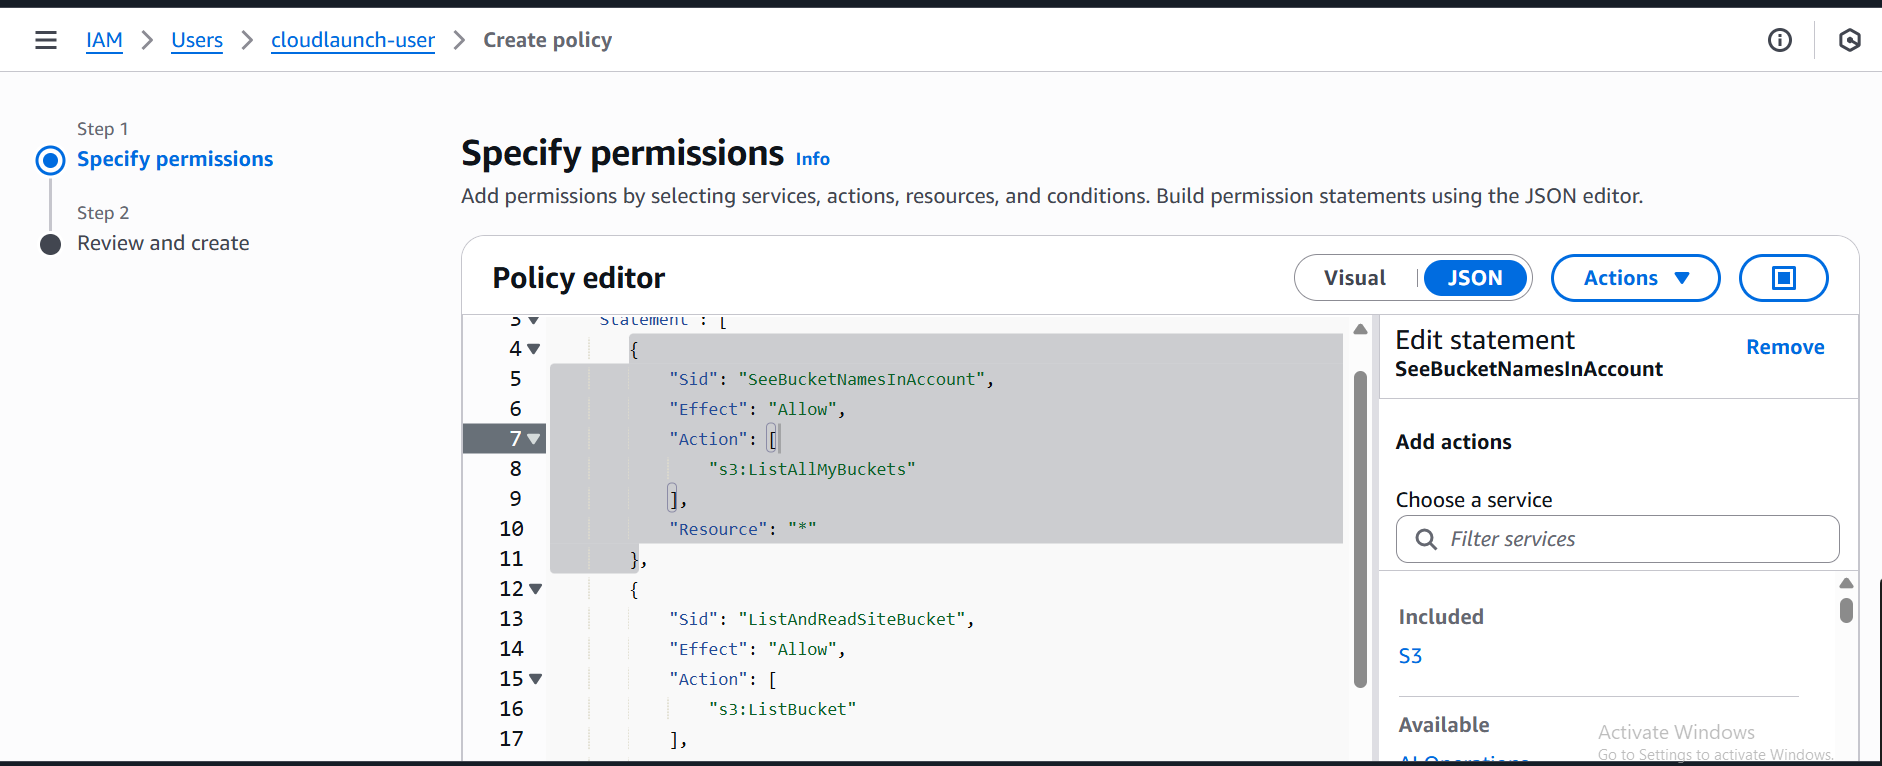 IAM > Users > cloudlaunch-user > Create policy
Step 1
Specify permissions
Step 2
Review and create
Specify permissions Info
Add permissions by selecting services, actions, resources, and conditions. Build permission statements using the JSON editor.
Policy editor
Visual | JSON
Actions
3 Statement : [
4 {
5 "Sid": "SeeBucketNamesInAccount",
6 "Effect": "Allow",
7 "Action": [
8 "s3:ListAllMyBuckets"
9 ],
10 "Resource": "*"
11 },
12 {
13 "Sid": "ListAndReadSiteBucket",
14 "Effect": "Allow",
15 "Action": [
16 "s3:ListBucket"
17 ],
Edit statement
Remove
SeeBucketNamesInAccount
Add actions
Choose a service
Filter services
Included
S3
Available
AI Operations
Activate Windows
Go to Settings to activate Windows.